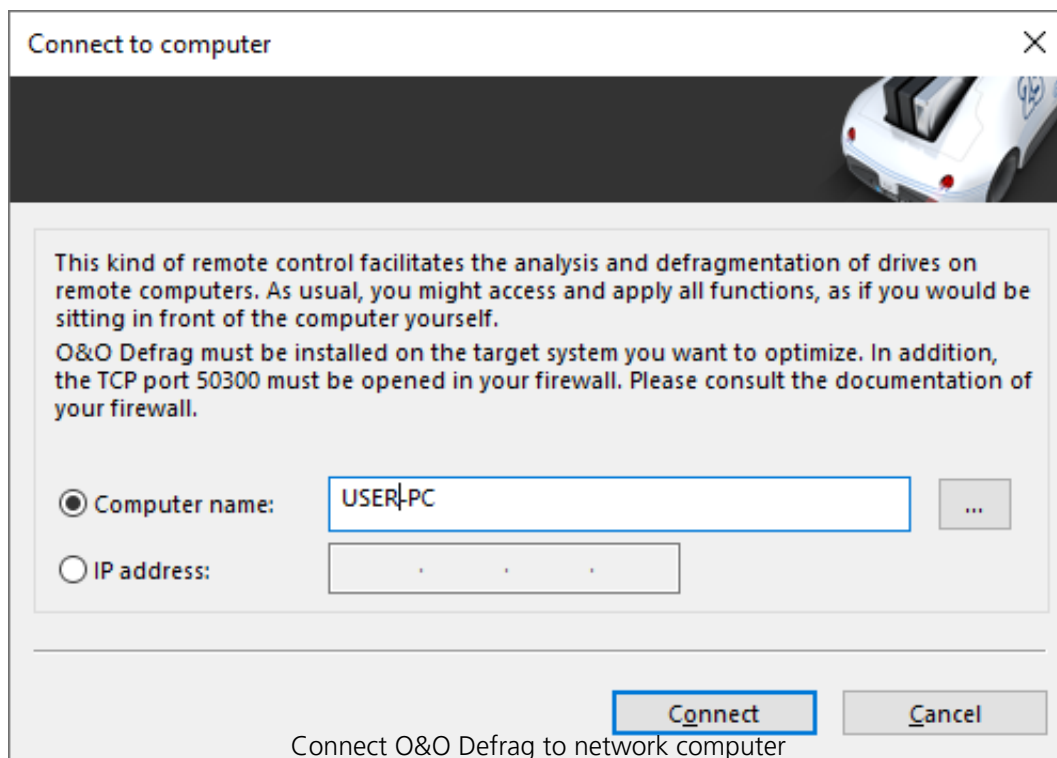 Connect to computer
This kind of remote control facilitates the analysis and defragmentation of drives on
remote computers. As usual, you might access and apply all functions, as if you would be
sitting in front of the computer yourself.
O&O Defrag must be installed on the target system you want to optimize. In addition,
the TCP port 50300 must be opened in your firewall. Please consult the documentation of
your firewall.
Computer name: USER-PC ...
IP address: . . .
Connect Cancel
Connect O&O Defrag to network computer